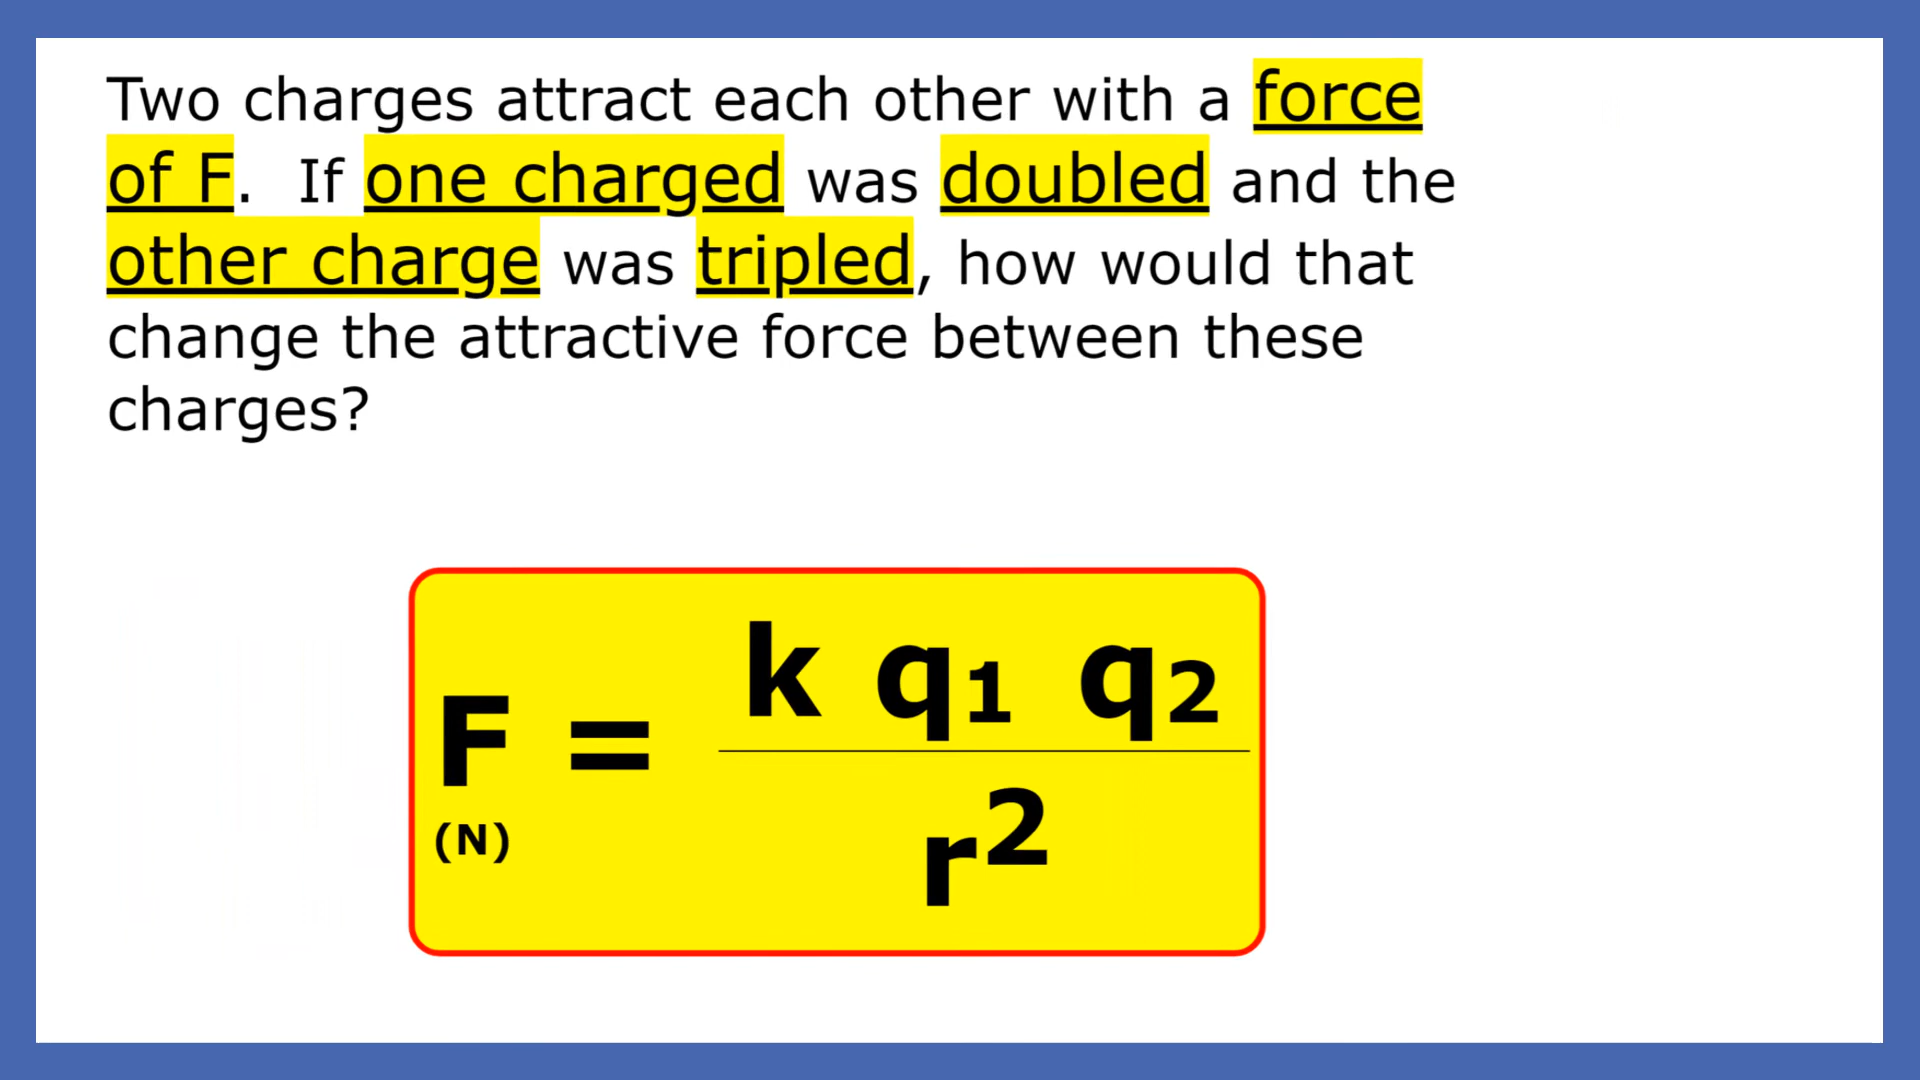 Two charges attract each other with a force
of F.  If one charged was doubled and the
other charge was tripled, how would that
change the attractive force between these
charges?
k q1 q2
F =
r2
(N)